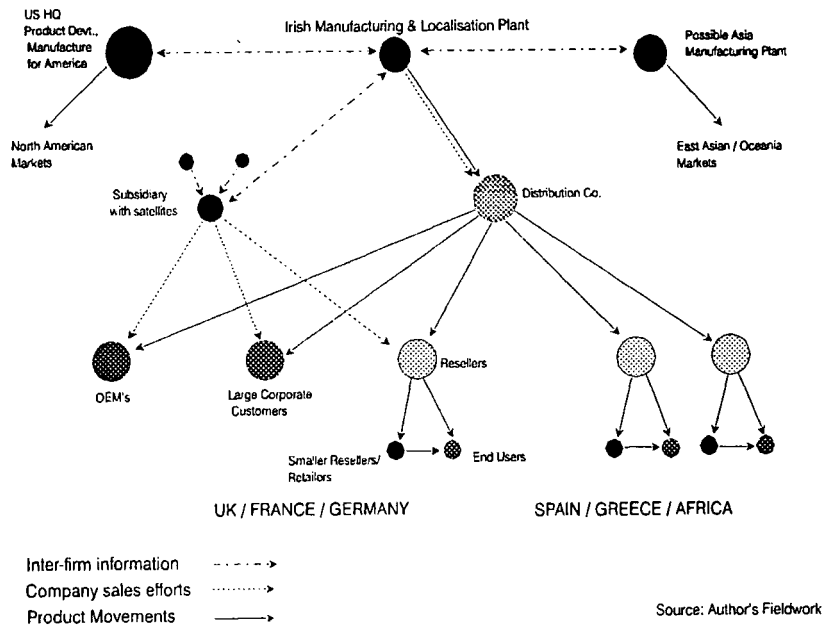 US HQ
Product Devt.,
Manufacture
for America
Irish Manufacturing & Localisation Plant
Possible Asia
Manufacturing Plant
North American
Markets
East Asian / Oceania
Markets
Subsidiary
with satellites
Distribution Co.
OEM's
Large Corporate
Customers
Resellers
Smaller Resellers/
Retailors
End Users
UK / FRANCE / GERMANY
SPAIN / GREECE / AFRICA
Inter-firm information
Company sales efforts
Product Movements
Source: Author's Fieldwork